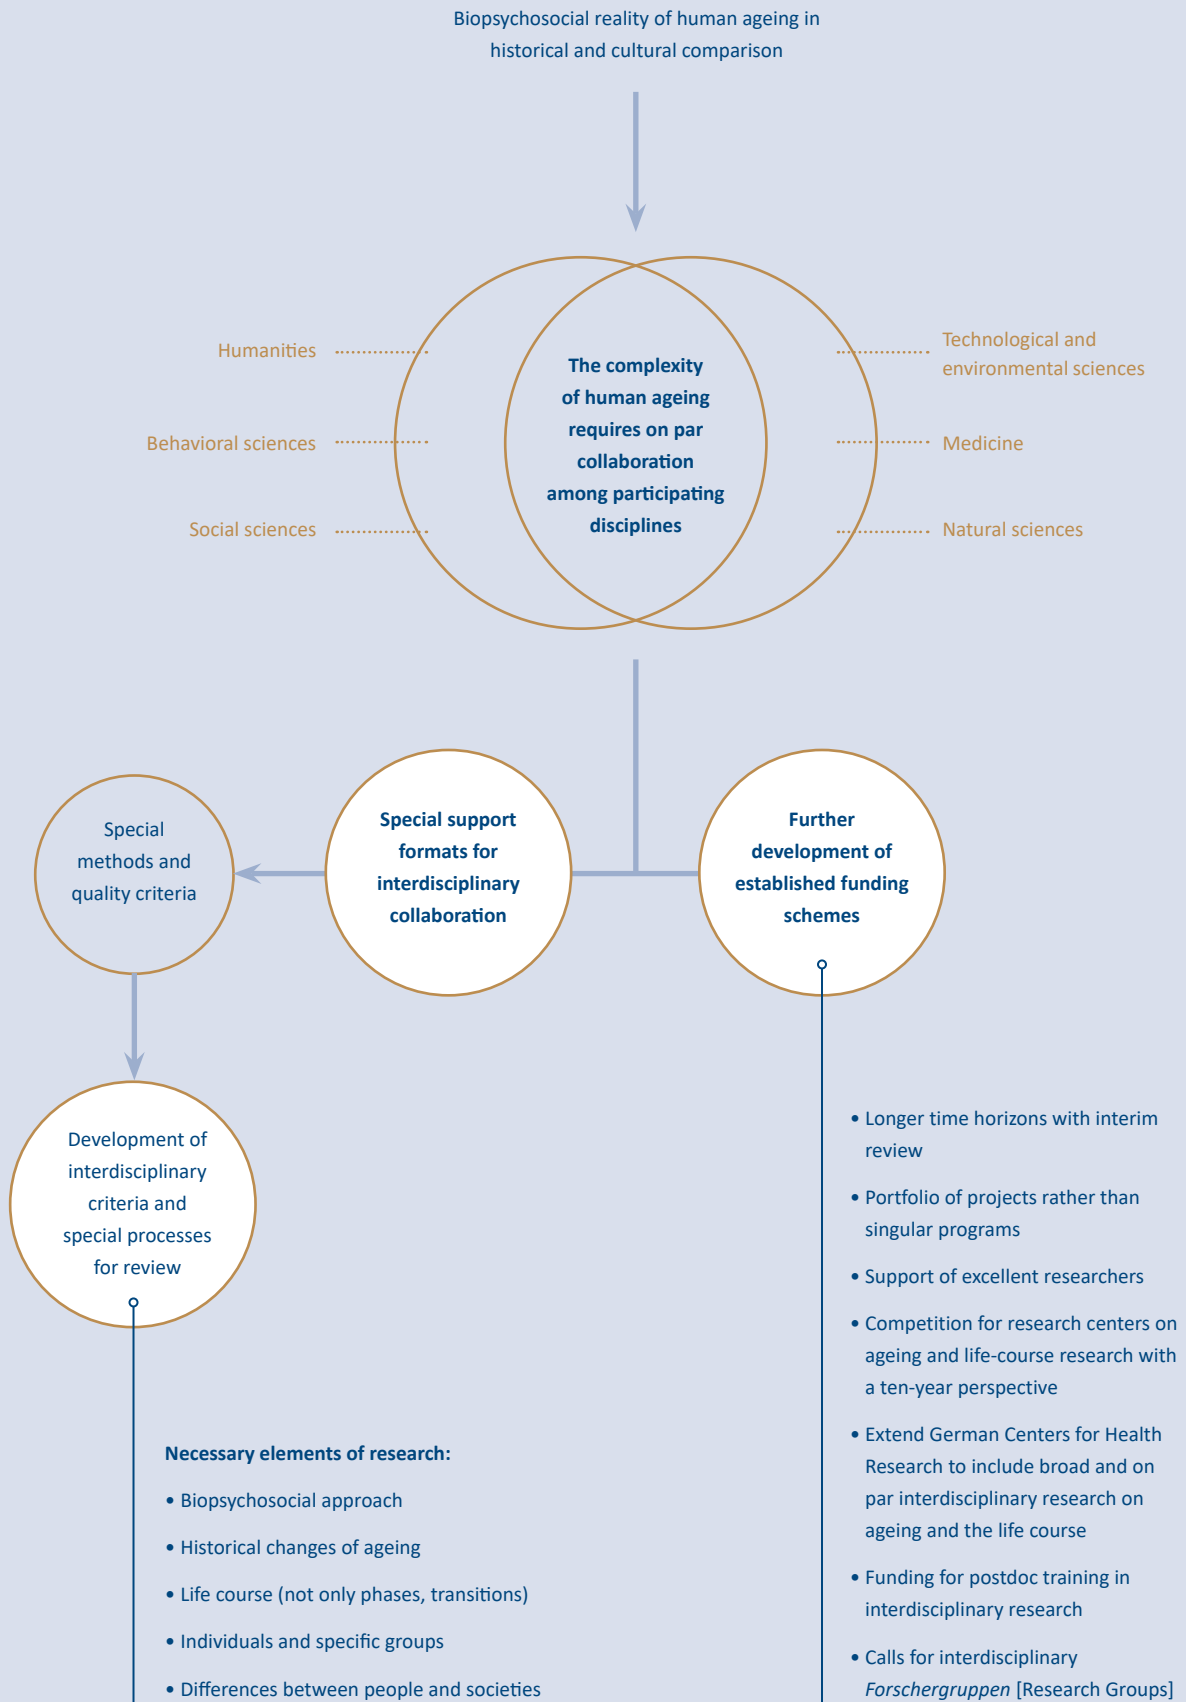 Biopsychosocial reality of human ageing in
historical and cultural comparison
Humanities
Behavioral sciences
Social sciences
The complexity
of human ageing
requires on par
collaboration
among participating
disciplines
Technological and
environmental sciences
Medicine
Natural sciences
Special
methods and
quality criteria
Special support
formats for
interdisciplinary
collaboration
Further
development of
established funding
schemes
Development of
interdisciplinary
criteria and
special processes
for review
Necessary elements of research:
• Biopsychosocial approach
• Historical changes of ageing
• Life course (not only phases, transitions)
• Individuals and specific groups
• Differences between people and societies
• Longer time horizons with interim
review
• Portfolio of projects rather than
singular programs
• Support of excellent researchers
• Competition for research centers on
ageing and life-course research with
a ten-year perspective
• Extend German Centers for Health
Research to include broad and on
par interdisciplinary research on
ageing and the life course
• Funding for postdoc training in
interdisciplinary research
• Calls for interdisciplinary
Forschergruppen [Research Groups]